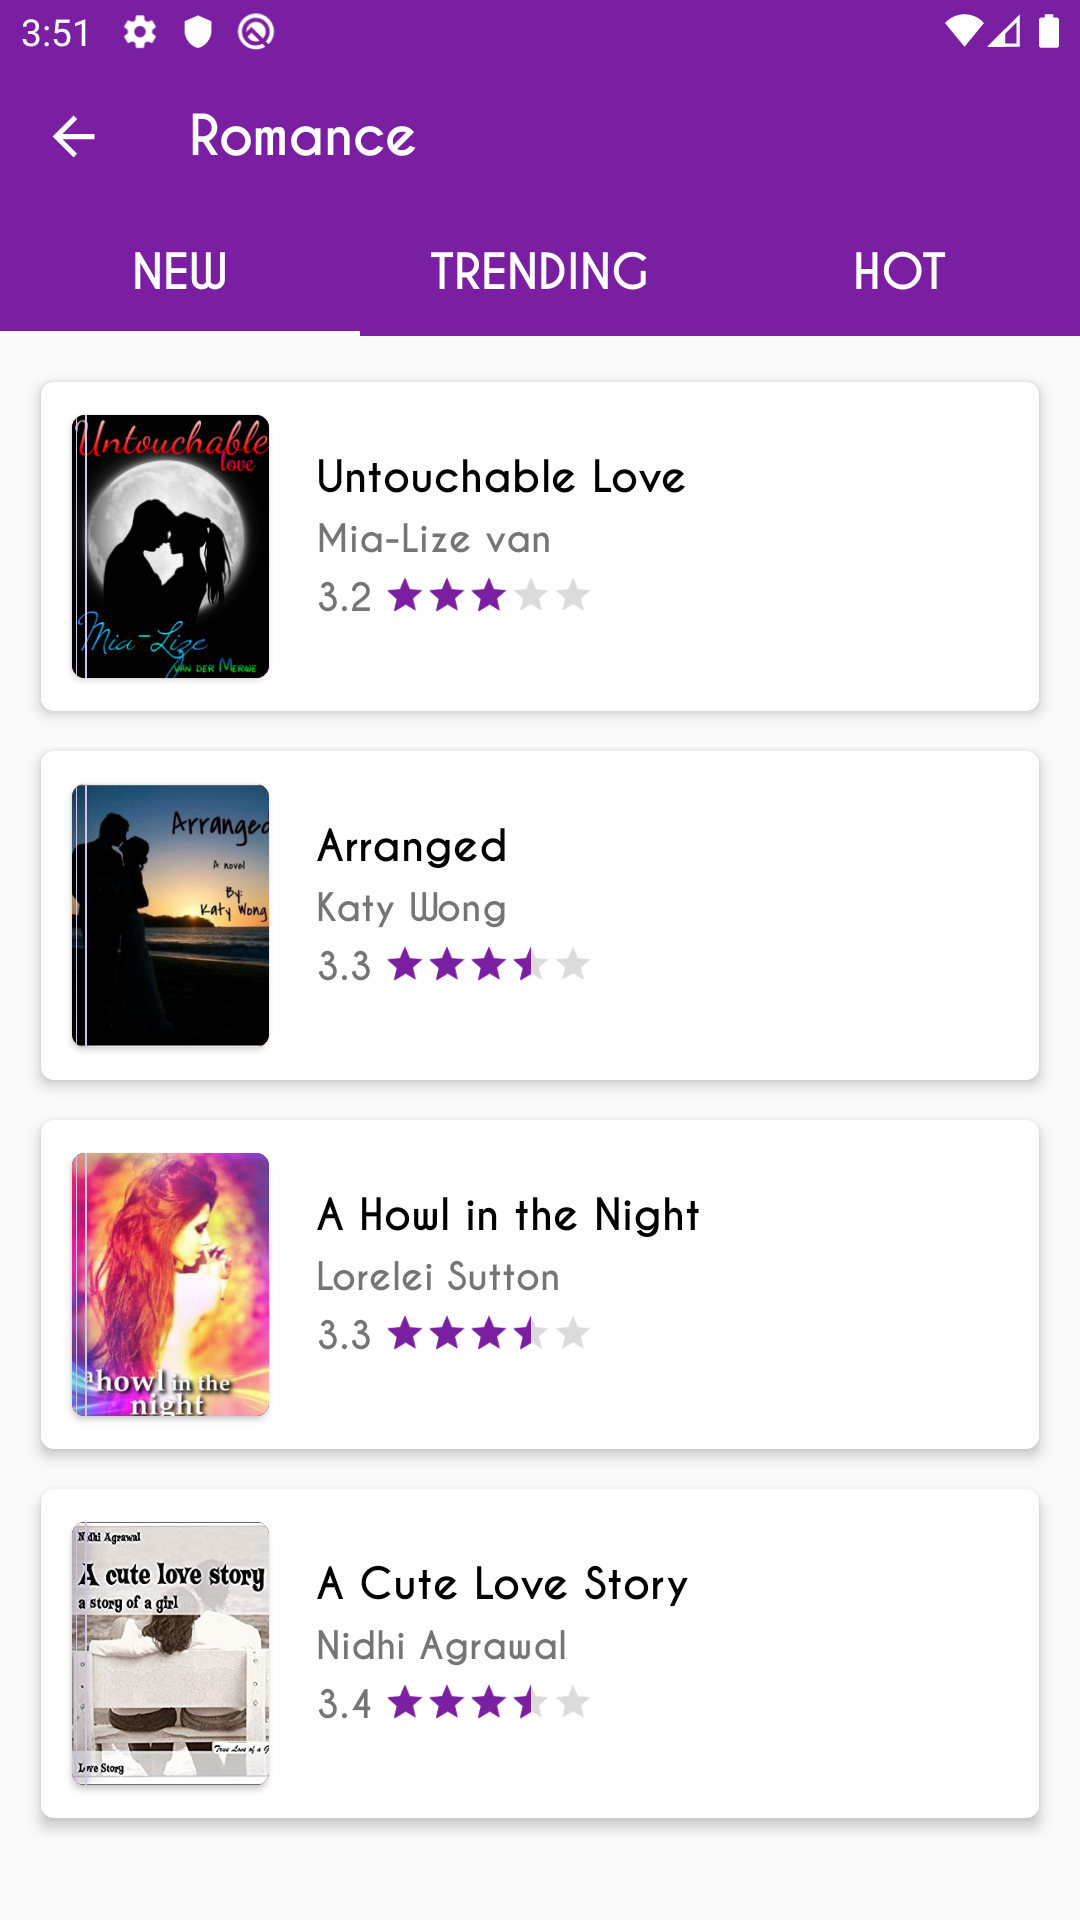 3:51
Romance
NEW
TRENDING
HOT
Untouchable
love
Mia-Lize
van der Merwe
Untouchable Love
Mia-Lize van
3.2
Arranged
A novel
By:
Katy Wong
Arranged
Katy Wong
3.3
a howl in the
night
A Howl in the Night
Lorelei Sutton
3.3
Nidhi Agrawal
A cute love story
a story of a girl
True Love of a G
Love Story
A Cute Love Story
Nidhi Agrawal
3.4